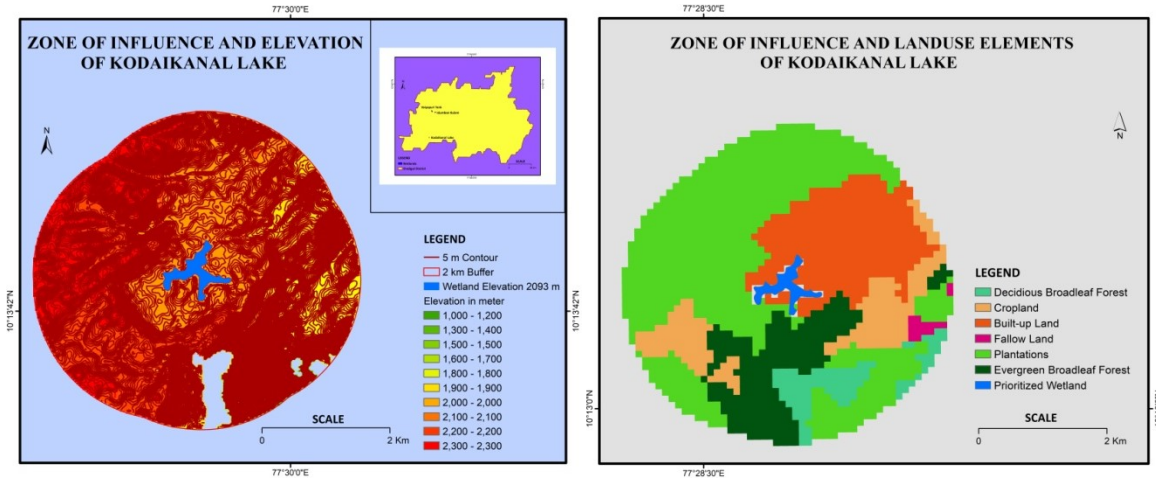 77°30'0"E
ZONE OF INFLUENCE AND ELEVATION
OF KODAIKANAL LAKE
N
10°13'42"N
LEGEND
5 m Contour
2 km Buffer
Wetland Elevation 2093 m
Elevation in meter
1,000 - 1,200
1,300 - 1,400
1,500 - 1,500
1,600 - 1,700
1,800 - 1,800
1,900 - 1,900
2,000 - 2,000
2,100 - 2,100
2,200 - 2,200
2,300 - 2,300
SCALE
0 2 Km
77°30'0"E
77°28'30"E
ZONE OF INFLUENCE AND LANDUSE ELEMENTS
OF KODAIKANAL LAKE
N
10°13'42"N
10°13'0"N
LEGEND
Decidious Broadleaf Forest
Cropland
Built-up Land
Fallow Land
Plantations
Evergreen Broadleaf Forest
Prioritized Wetland
SCALE
0 2 Km
77°28'30"E